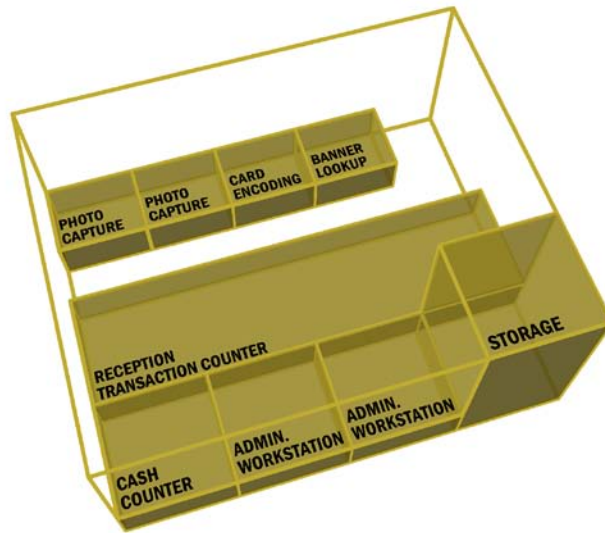 PHOTO
CAPTURE
PHOTO
CAPTURE
CARD
ENCODING
BANNER
LOOKUP
RECEPTION
TRANSACTION COUNTER
STORAGE
CASH
COUNTER
ADMIN.
WORKSTATION
ADMIN.
WORKSTATION